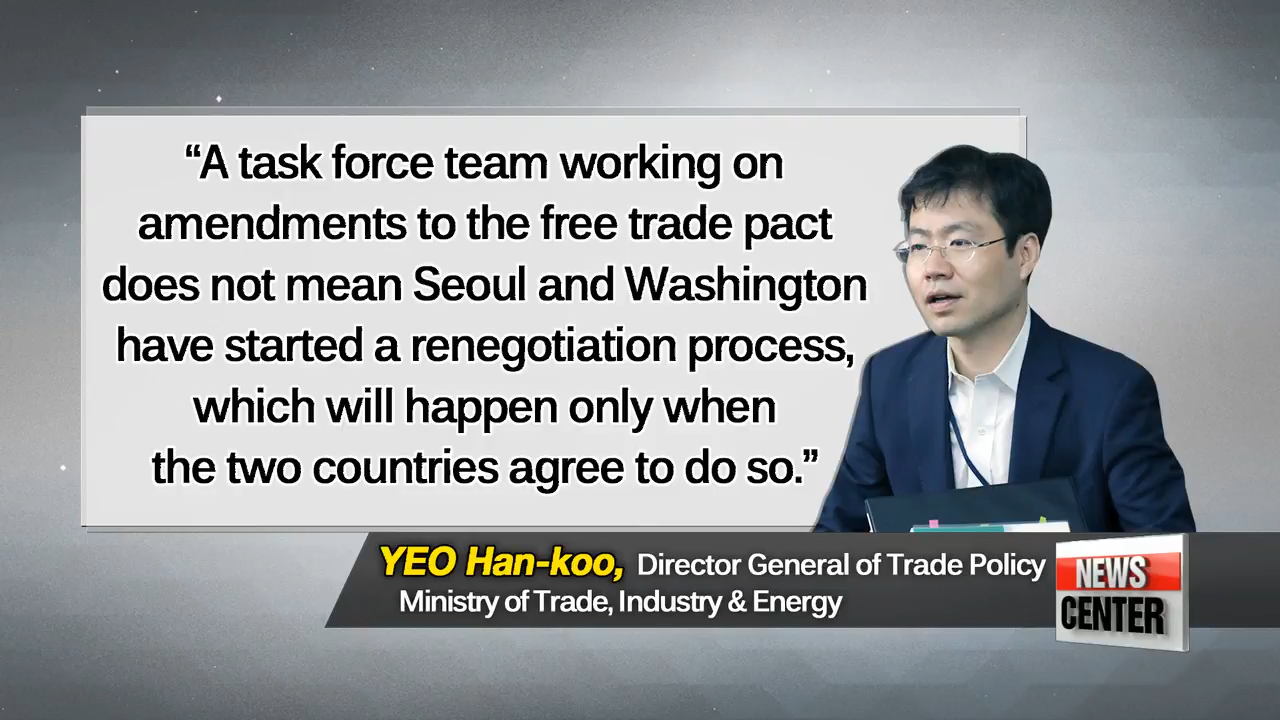 “A task force team working on
amendments to the free trade pact
does not mean Seoul and Washington
have started a renegotiation process,
which will happen only when
the two countries agree to do so.”
YEO Han-koo, Director General of Trade Policy
Ministry of Trade, Industry & Energy
NEWS
CENTER